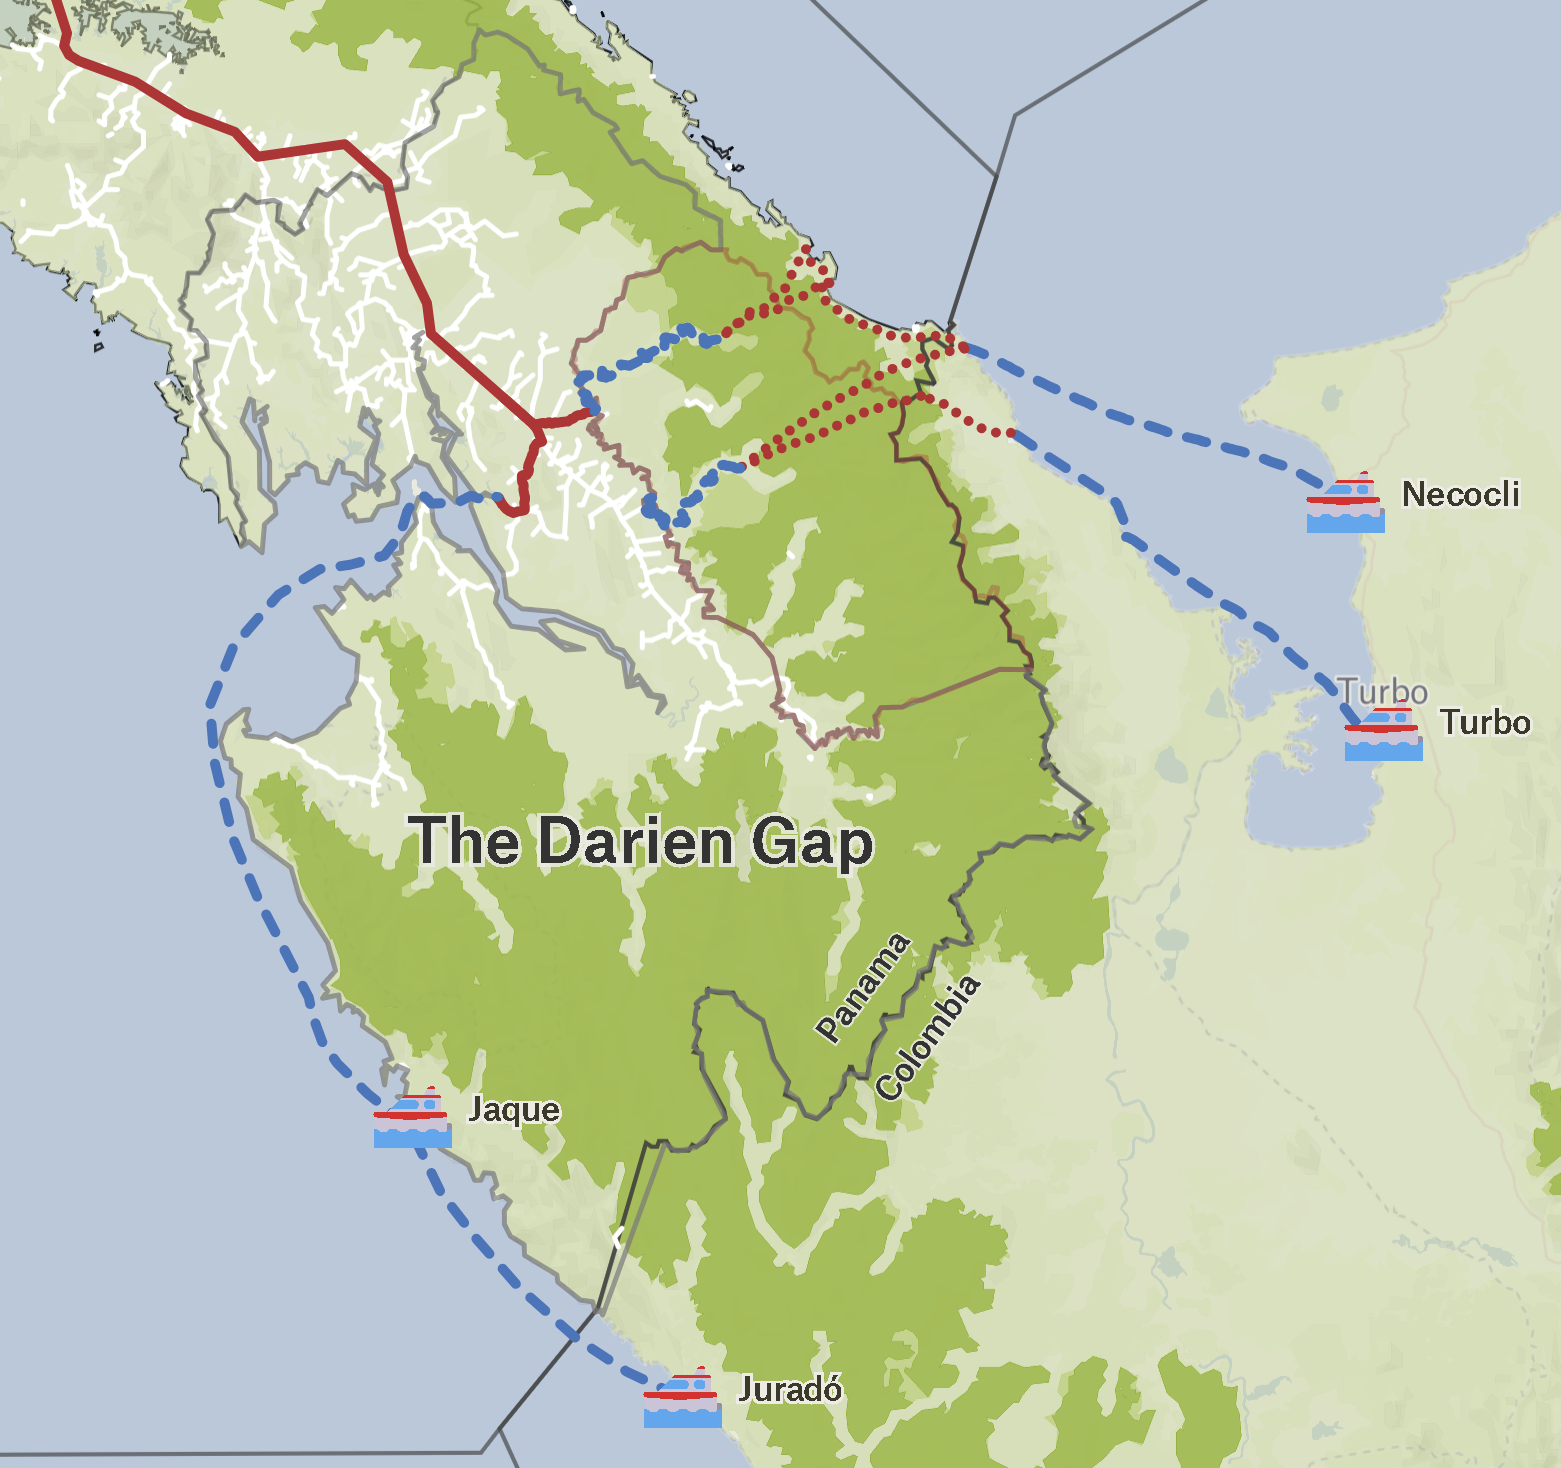 Necocli
Turbo
Turbo
The Darien Gap
Panama
Colombia
Jaque
Juradó